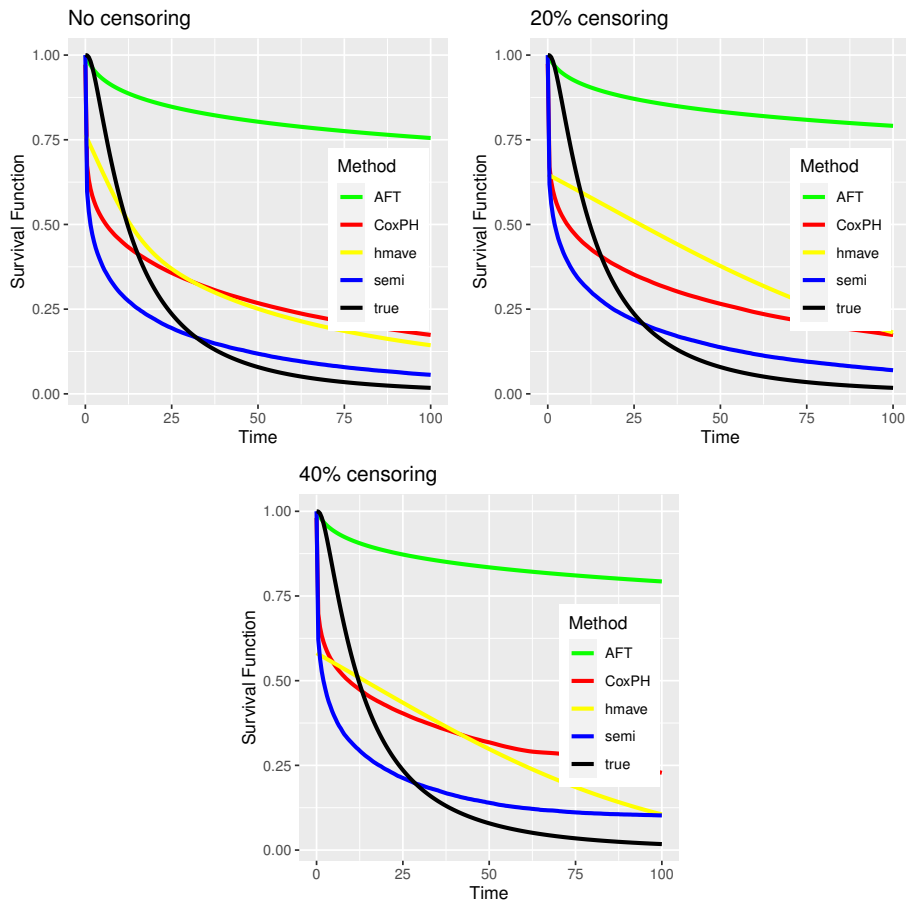 No censoring
1.00
0.75
0.50
0.25
0.00
Survival Function
0
25
50
75
100
Time
Method
AFT
CoxPH
hmave
semi
true
20% censoring
1.00
0.75
0.50
0.25
0.00
Survival Function
0
25
50
75
100
Time
Method
AFT
CoxPH
hmave
semi
true
40% censoring
1.00
0.75
0.50
0.25
0.00
Survival Function
0
25
50
75
100
Time
Method
AFT
CoxPH
hmave
semi
true